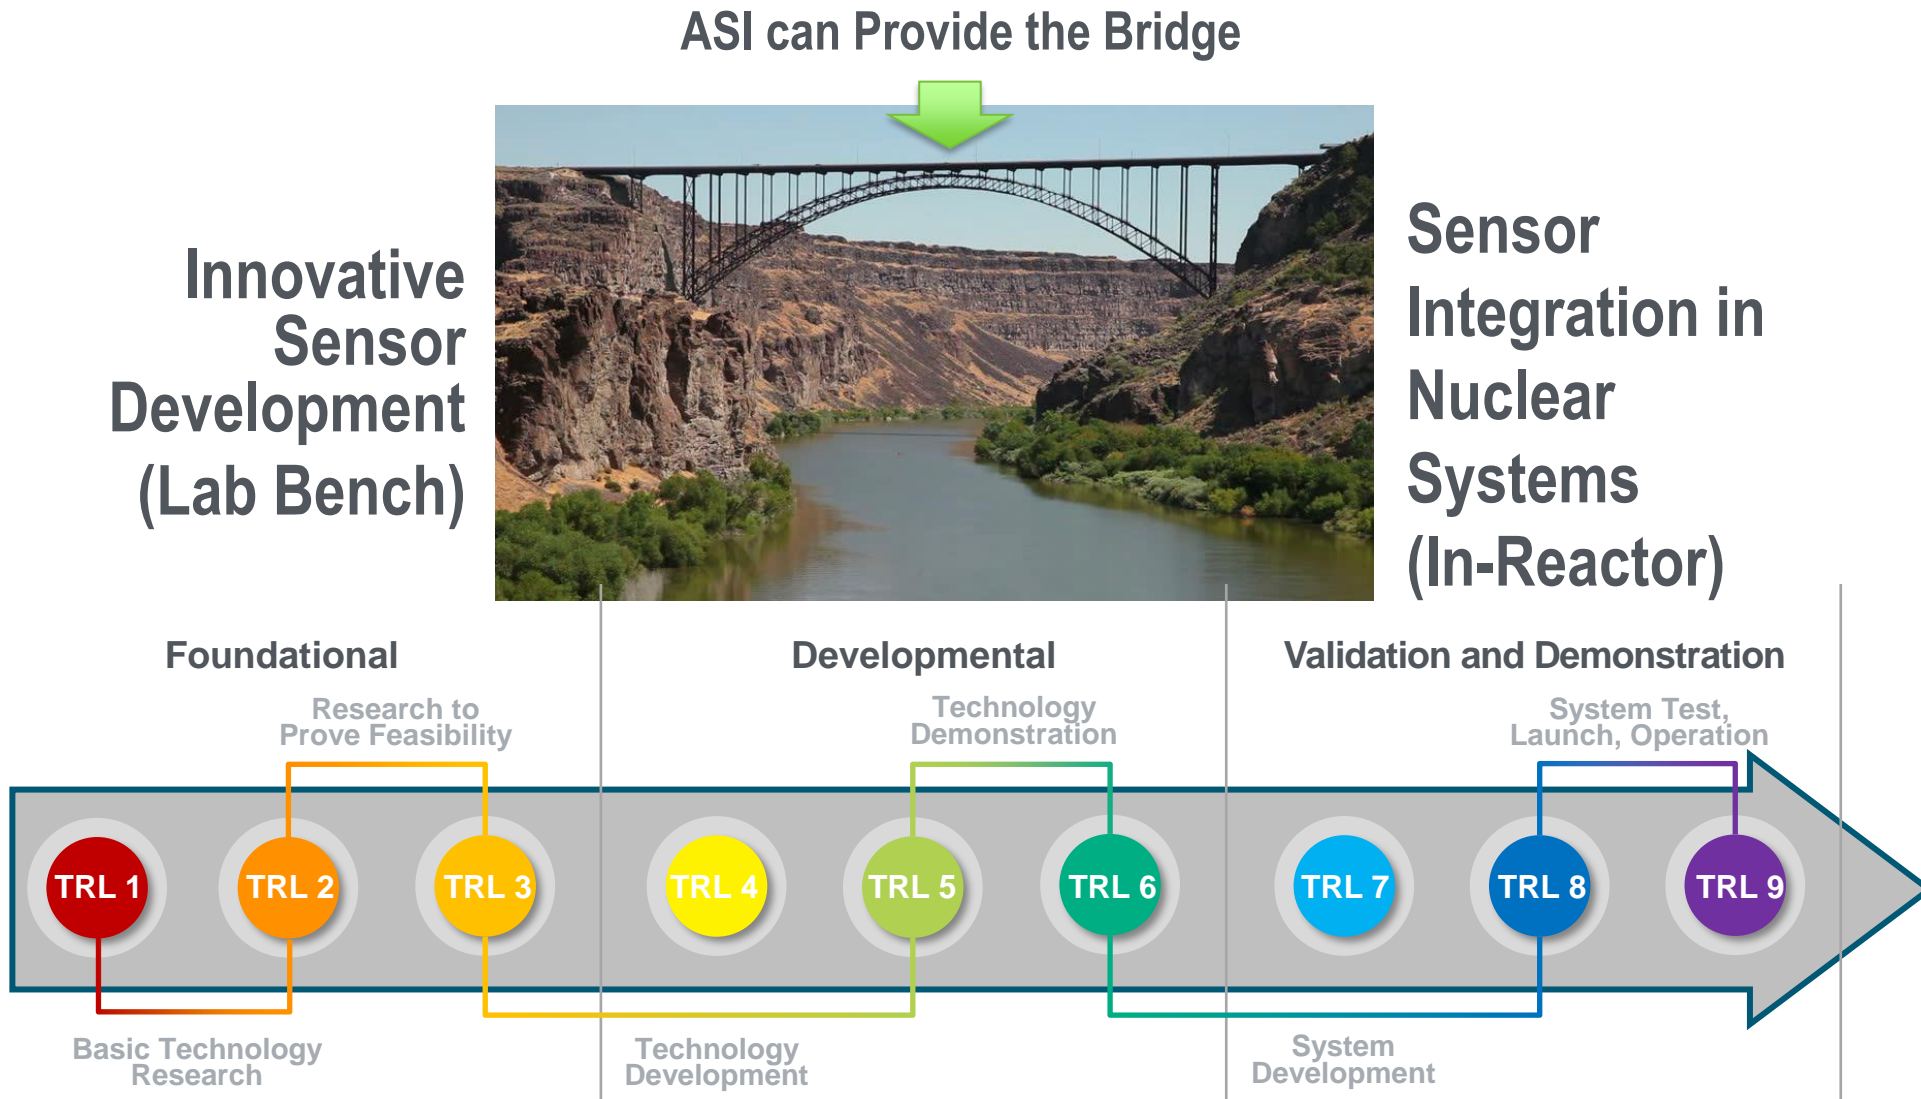 ASI can Provide the Bridge
Innovative
Sensor
Development
(Lab Bench)
Sensor
Integration in
Nuclear
Systems
(In-Reactor)
Foundational
Developmental
Validation and Demonstration
Research to
Prove Feasibility
Technology
Demonstration
System Test,
Launch, Operation
TRL 1
TRL 2
TRL 3
TRL 4
TRL 5
TRL 6
TRL 7
TRL 8
TRL 9
Basic Technology
Research
Technology
Development
System
Development